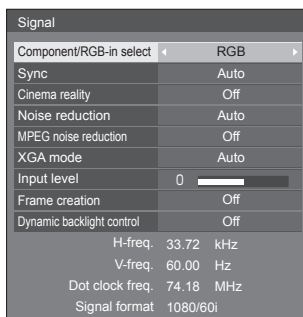 Signal
Component/RGB-in select RGB
Sync Auto
Cinema reality Off
Noise reduction Auto
MPEG noise reduction Off
XGA mode Auto
Input level 0
Frame creation Off
Dynamic backlight control Off
H-freq. 33.72 kHz
V-freq. 60.00 Hz
Dot clock freq. 74.18 MHz
Signal format 1080/60i